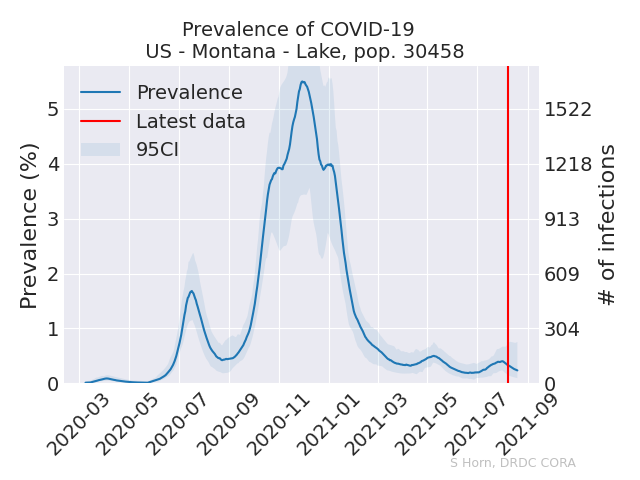 Prevalence of COVID-19
US - Montana - Lake, pop. 30458
Prevalence
Latest data
95CI
Prevalence (%)
5
4
3
2
1
0
1522
1218
913
609
304
0
# of infections
2020-03
2020-05
2020-07
2020-09
2020-11
2021-01
2021-03
2021-05
2021-07
2021-09
S Horn, DRDC CORA